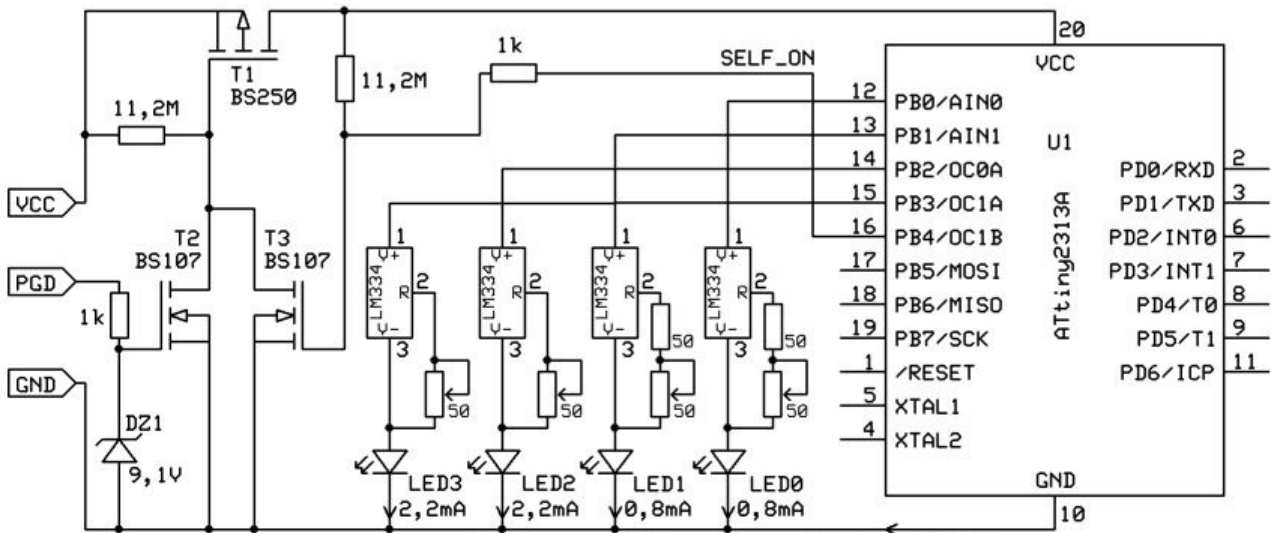 20
VCC
1k
SELF_ON
T1
BS250
11,2M
11,2M
12
PB0/AIN0
13
PB1/AIN1
U1
14
PB2/OC0A
PD0/RXD
2
VCC
15
PB3/OC1A
PD1/TXD
3
T2
BS107
T3
BS107
16
PB4/OC1B
PD2/INT0
6
ATtiny2313A
1
V+
LM334
R
2
V-
3
1
V+
LM334
R
2
V-
3
1
V+
LM334
R
2
V-
3
1
V+
LM334
R
2
V-
3
PGD
17
PB5/MOSI
PD3/INT1
7
1k
18
PB6/MISO
PD4/T0
8
50
50
19
PB7/SCK
PD5/T1
9
GND
1
/RESET
PD6/ICP
11
50
50
50
50
5
XTAL1
DZ1
4
XTAL2
9,1V
LED3
LED2
LED1
LED0
GND
2,2mA
2,2mA
0,8mA
0,8mA
10